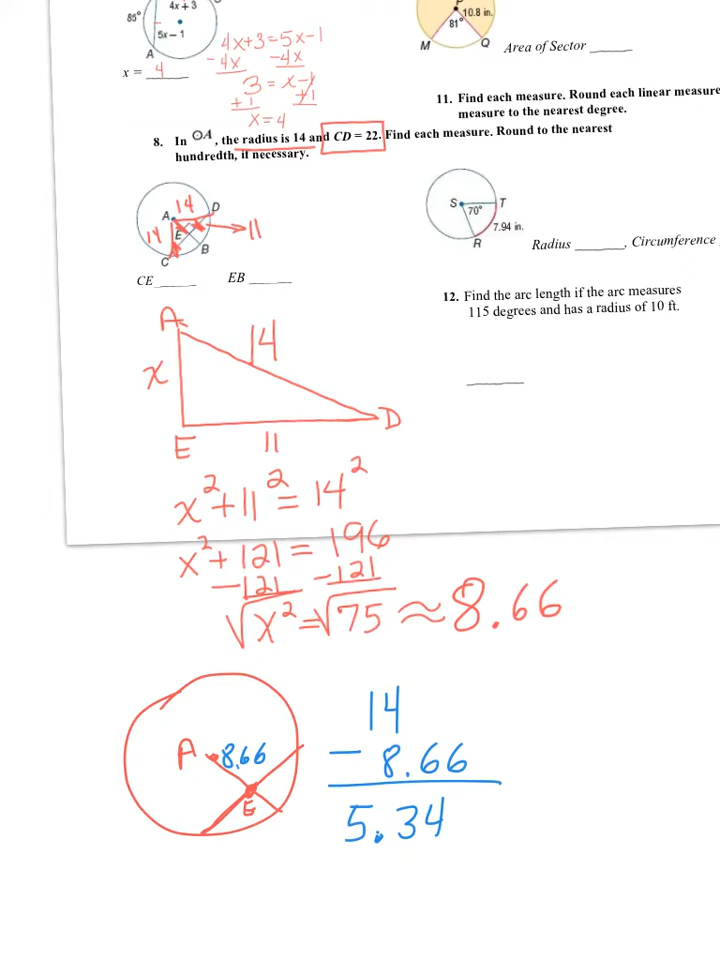 85°
4x + 3
5x − 1
A
x = 4
4x+3=5x-1
-4x -4x
3 = x-1
+1 +1
x=4
10.8 in.
81°
M
Q
Area of Sector
11. Find each measure. Round each linear measure
measure to the nearest degree.
8. In ⊙A, the radius is 14 and CD = 22. Find each measure. Round to the nearest
hundredth, if necessary.
14
A
D
14
E
11
B
C
CE
EB
S
T
70°
7.94 in.
R
Radius , Circumference
12. Find the arc length if the arc measures
115 degrees and has a radius of 10 ft.
A
14
x
D
E
11
x²+11²=14²
x²+121=196
-121 -121
√x²=√75≈8.66
A
8.66
E
14
- 8.66
5.34